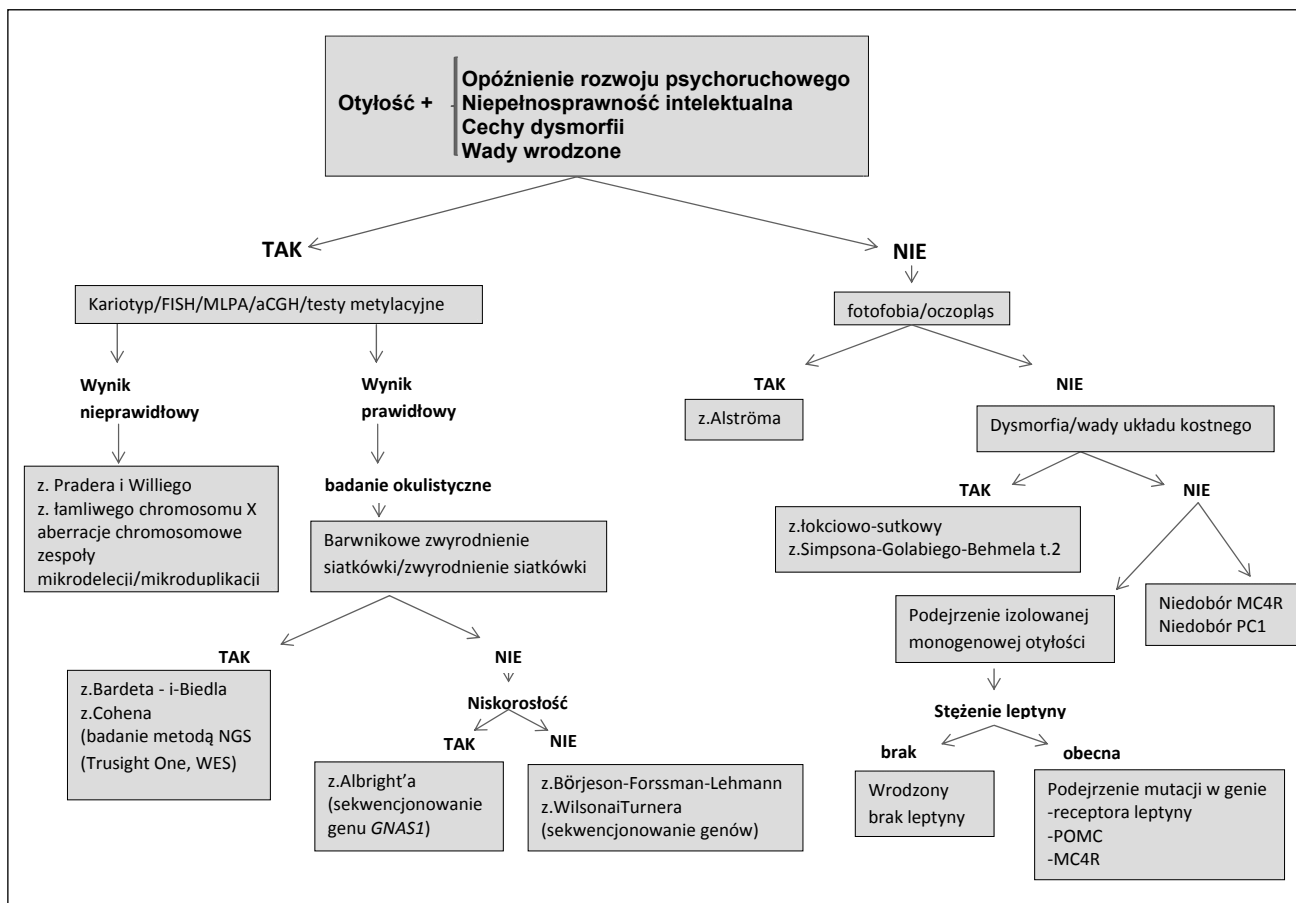 Otyłość +
Opóźnienie rozwoju psychoruchowego
Niepełnosprawność intelektualna
Cechy dysmorfii
Wady wrodzone
TAK
NIE
Kariotyp/FISH/MLPA/aCGH/testy metylacyjne
fotofobia/oczopląs
Wynik
nieprawidłowy
Wynik
prawidłowy
TAK
NIE
z.Alströma
Dysmorfia/wady układu kostnego
z. Pradera i Williego
z. łamliwego chromosomu X
aberracje chromosomowe
zespoły
mikrodelecji/mikroduplikacji
badanie okulistyczne
Barwnikowe zwyrodnienie
siatkówki/zwyrodnienie siatkówki
TAK
NIE
z.łokciowo-sutkowy
z.Simpsona-Golabiego-Behmela t.2
Podejrzenie izolowanej
monogenowej otyłości
Niedobór MC4R
Niedobór PC1
TAK
NIE
z.Bardeta - i-Biedla
z.Cohena
(badanie metodą NGS
(Trusight One, WES)
Niskorosłość
TAK
NIE
z.Albright’a
(sekwencjonowanie
genu GNAS1)
z.Börjeson-Forssman-Lehmann
z.WilsonaiTurnera
(sekwencjonowanie genów)
Stężenie leptyny
brak
obecna
Wrodzony
brak leptyny
Podejrzenie mutacji w genie
-receptora leptyny
-POMC
-MC4R